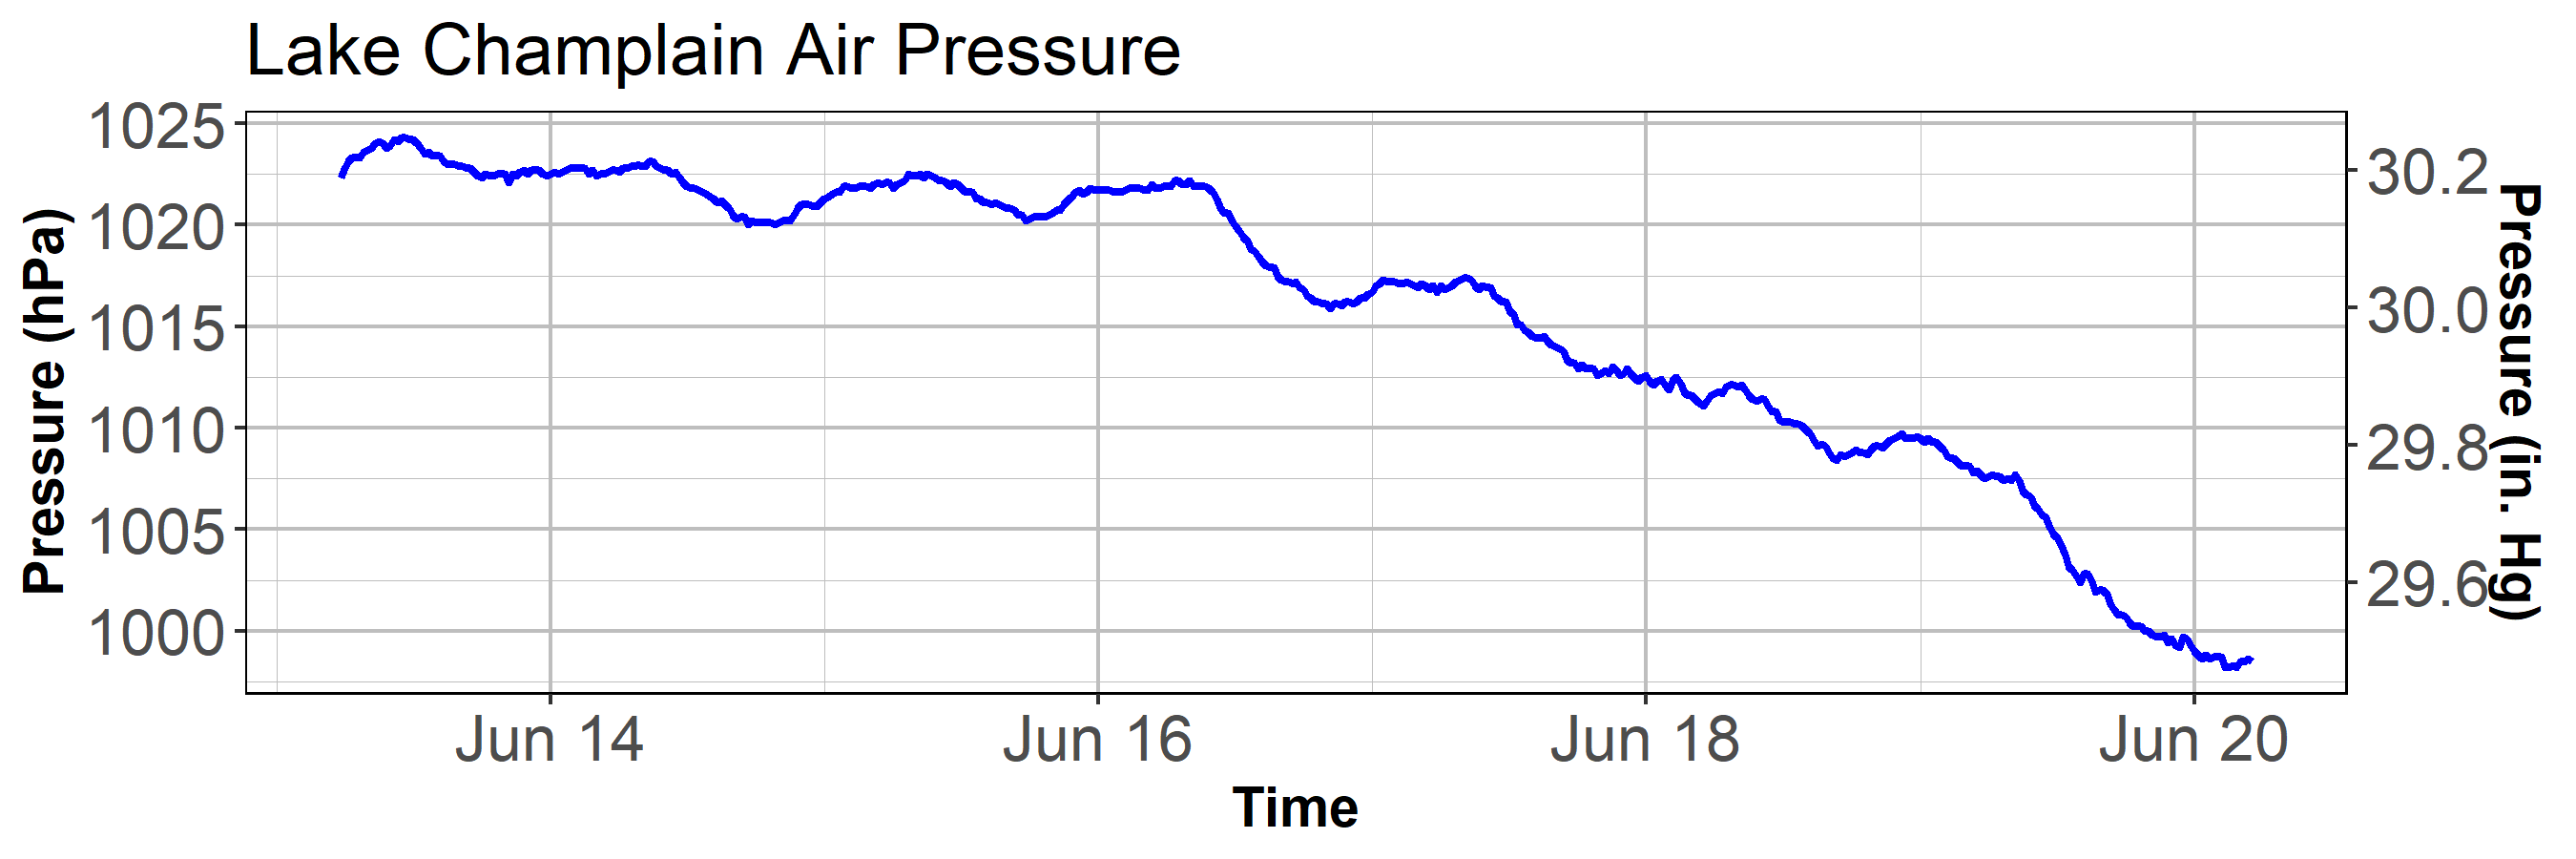 Lake Champlain Air Pressure
Pressure (hPa)
1025
1020
1015
1010
1005
1000
30.2
30.0
29.8
29.6
Pressure (in. Hg)
Jun 14
Jun 16
Jun 18
Jun 20
Time